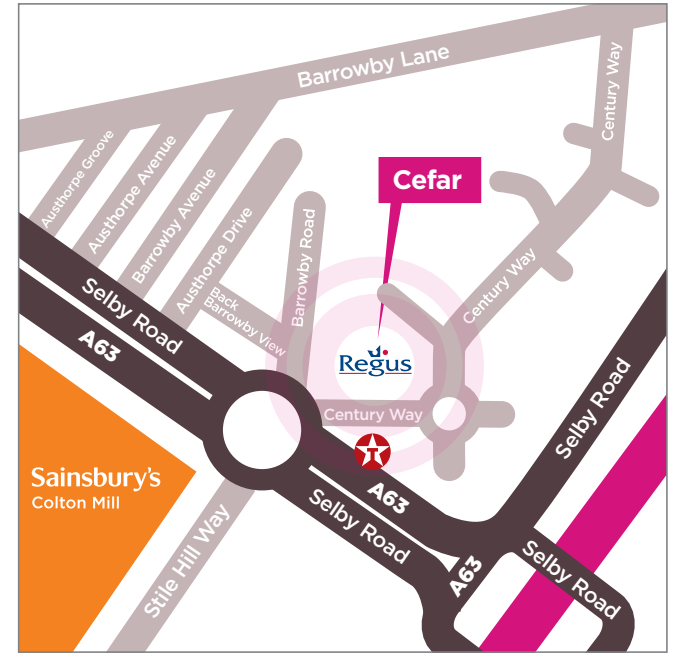 Barrowby Lane
Century Way
Austhorpe Groove
Austhorpe Avenue
Barrowby Avenue
Austhorpe Drive
Barrowby Road
Cefar
Century Way
Back
Barrowby View
Selby Road
A63
Regus
Century Way
T
Selby Road
Sainsbury's
Colton Mill
A63
Selby Road
Stile Hill Way
A63
Selby Road